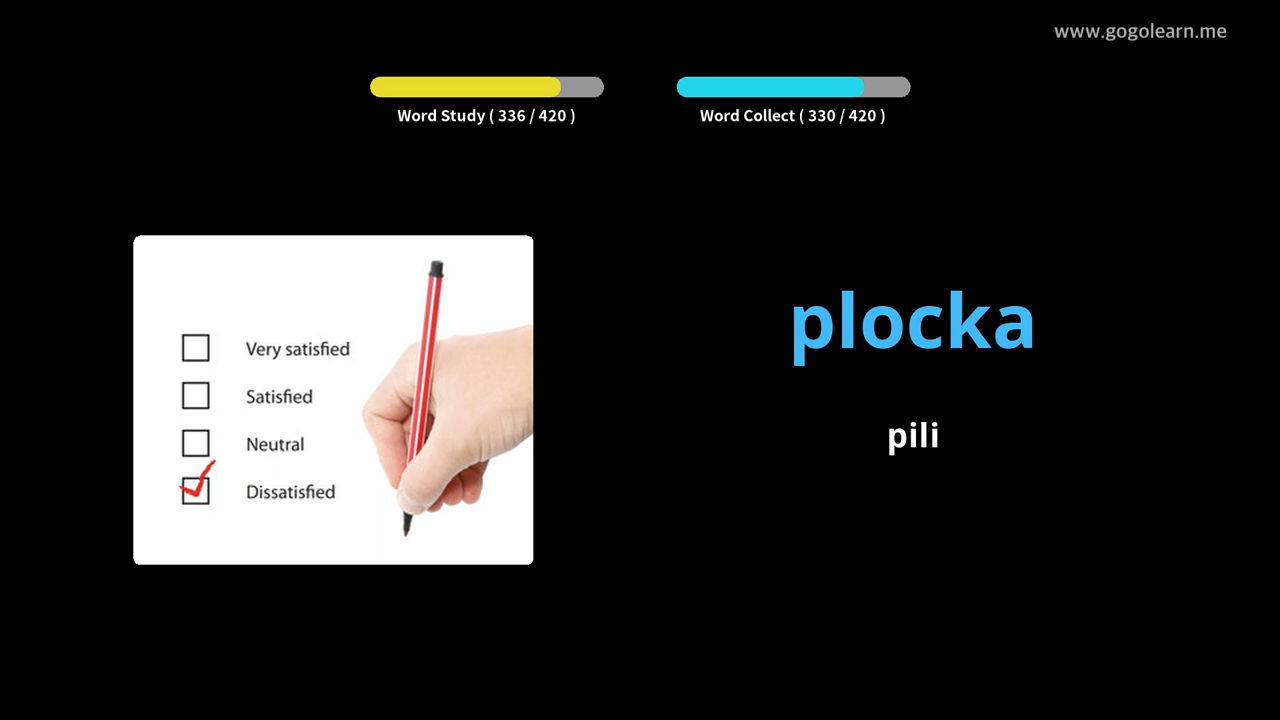 www.gogolearn.me
Word Study ( 336 / 420 )
Word Collect ( 330 / 420 )
Very satisfied
Satisfied
Neutral
Dissatisfied
plocka
pili